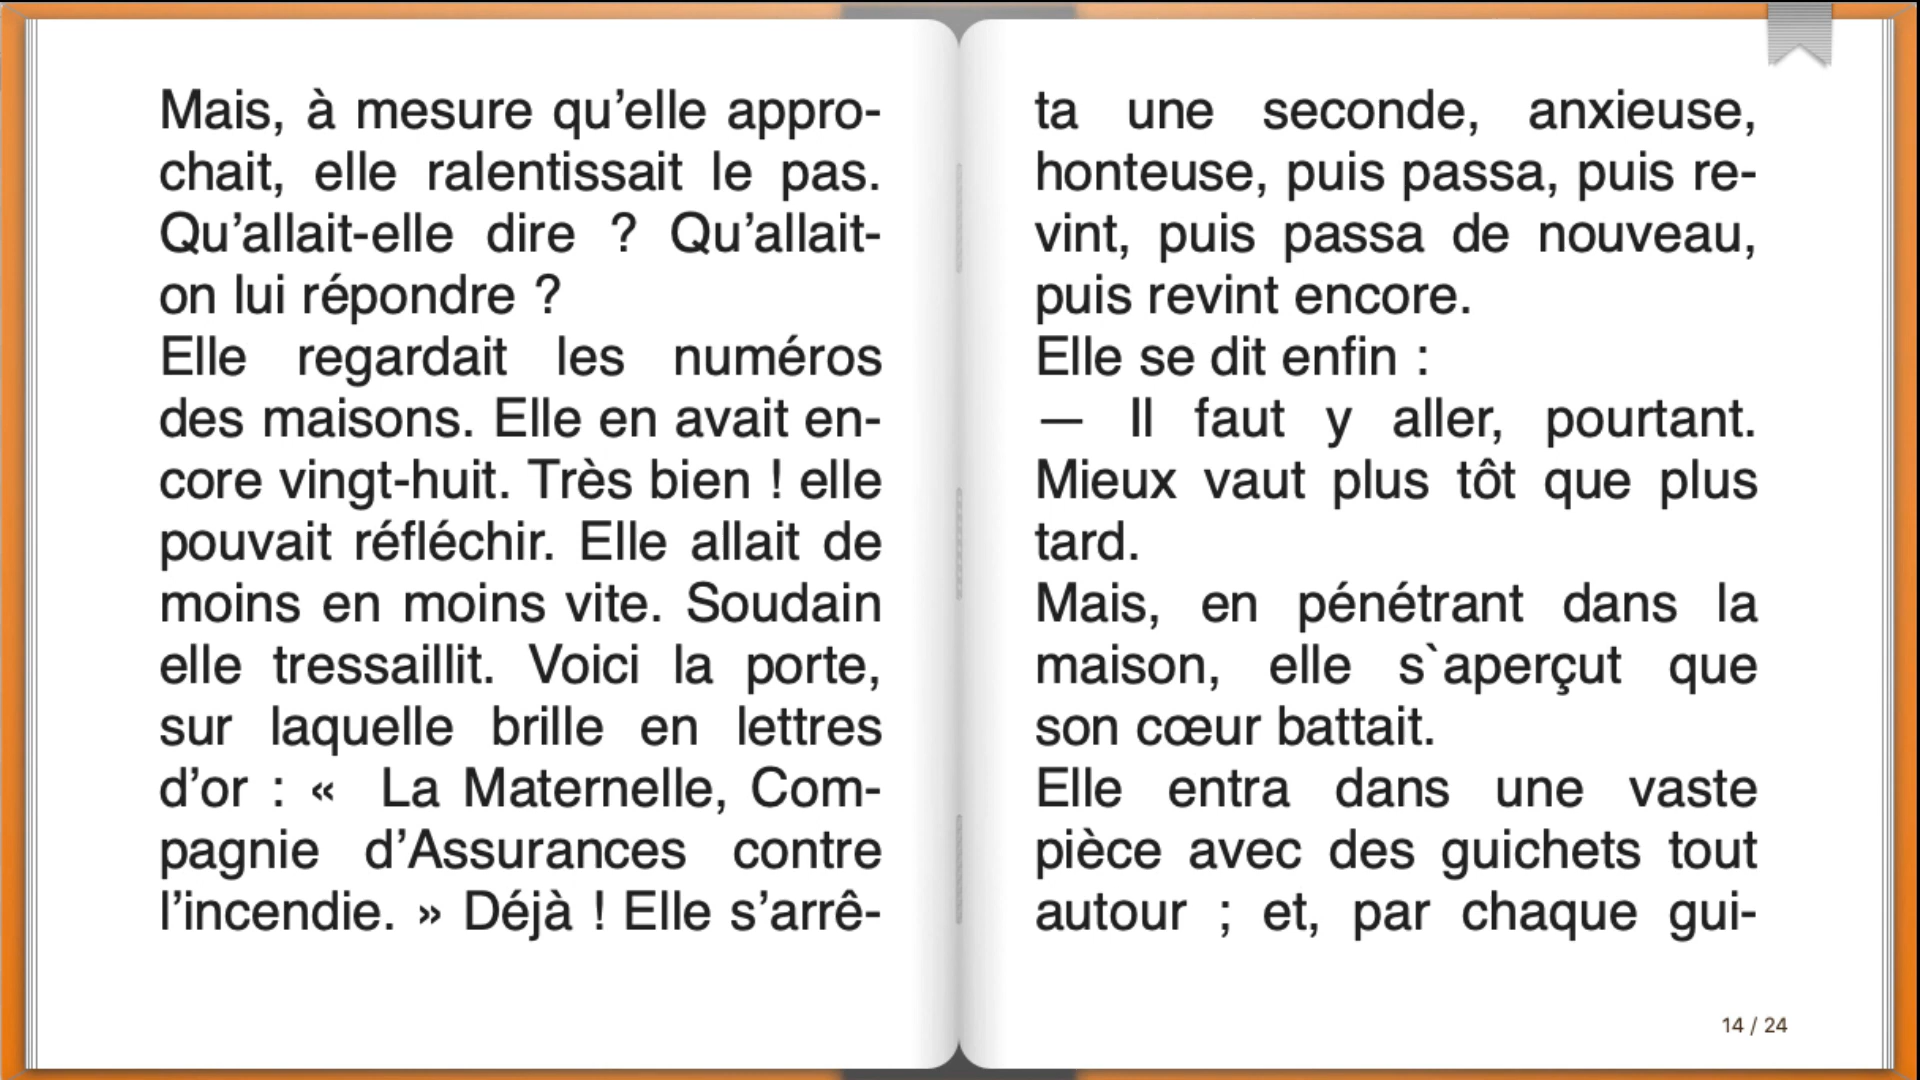 Mais, à mesure qu’elle appro-
chait, elle ralentissait le pas.
Qu’allait-elle dire ? Qu’allait-
on lui répondre ?
Elle regardait les numéros
des maisons. Elle en avait en-
core vingt-huit. Très bien ! elle
pouvait réfléchir. Elle allait de
moins en moins vite. Soudain
elle tressaillit. Voici la porte,
sur laquelle brille en lettres
d’or : « La Maternelle, Com-
pagnie d’Assurances contre
l’incendie. » Déjà ! Elle s’arrê-
ta une seconde, anxieuse,
honteuse, puis passa, puis re-
vint, puis passa de nouveau,
puis revint encore.
Elle se dit enfin :
— Il faut y aller, pourtant.
Mieux vaut plus tôt que plus
tard.
Mais, en pénétrant dans la
maison, elle s`aperçut que
son cœur battait.
Elle entra dans une vaste
pièce avec des guichets tout
autour ; et, par chaque gui-
14 / 24